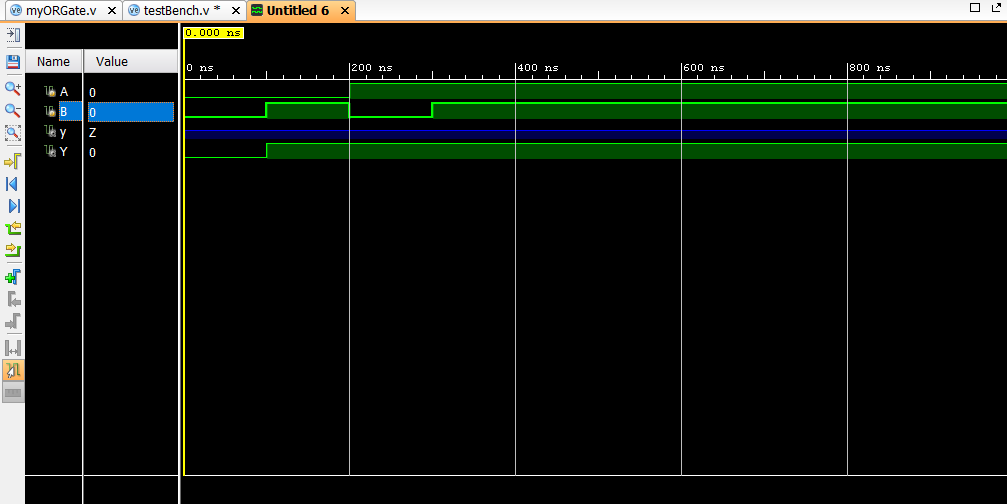 myORGate.v testBench.v * Untitled 6
0.000 ns
Name Value
0 ns 200 ns 400 ns 600 ns 800 ns
A 0
B 0
y Z
Y 0